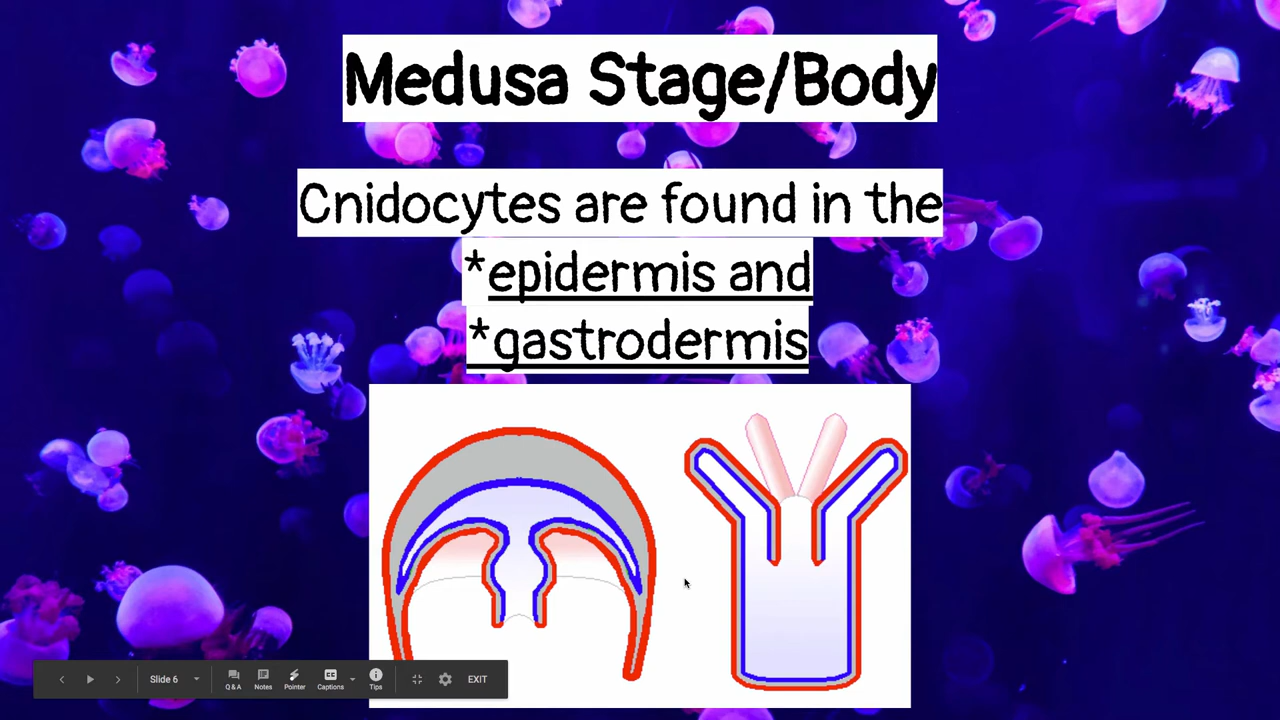 Medusa Stage/Body
Cnidocytes are found in the
*epidermis and
*gastrodermis
Slide 6
Q&A
Notes
Pointer
Captions
Tips
EXIT